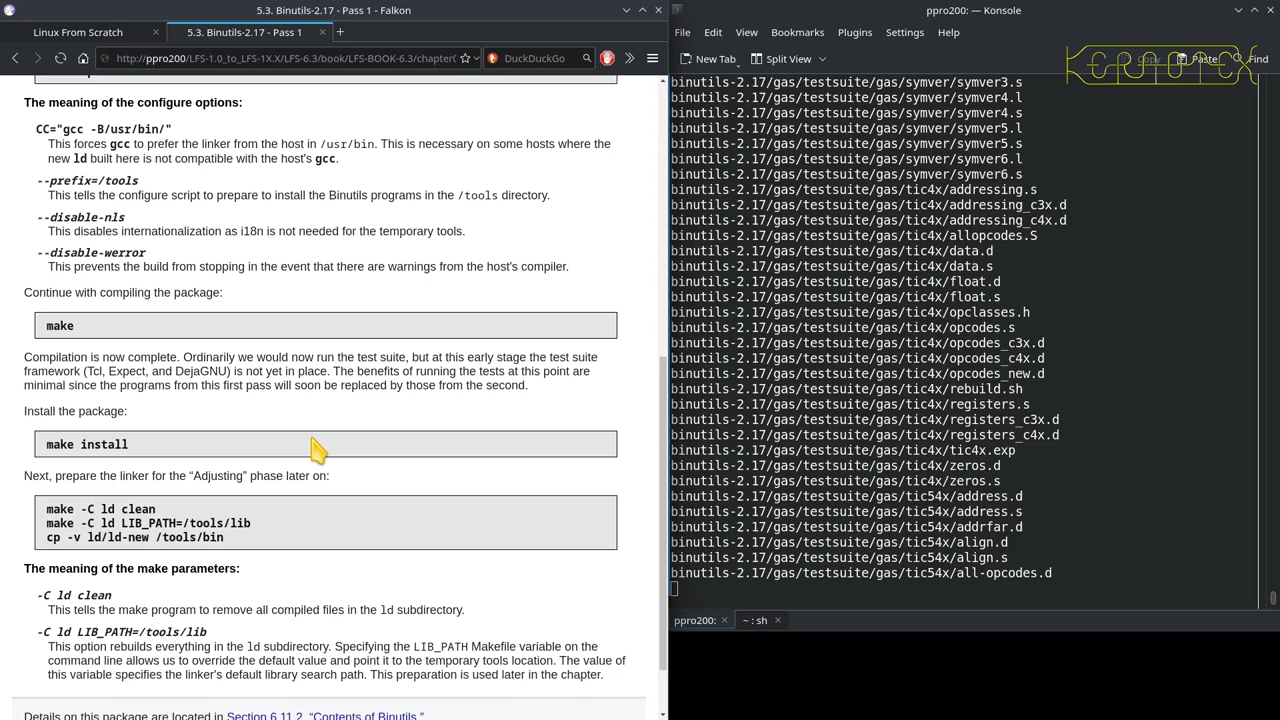 5.3. Binutils-2.17 - Pass 1 - Falkon
Linux From Scratch
5.3. Binutils-2.17 - Pass 1
http://ppro200/LFS-1.0_to_LFS-1X.X/LFS-6.3/book/LFS-BOOK-6.3/chapter(
DuckDuckGo
The meaning of the configure options:
CC="gcc -B/usr/bin/"
This forces gcc to prefer the linker from the host in /usr/bin. This is necessary on some hosts where the
new ld built here is not compatible with the host's gcc.
--prefix=/tools
This tells the configure script to prepare to install the Binutils programs in the /tools directory.
--disable-nls
This disables internationalization as i18n is not needed for the temporary tools.
--disable-werror
This prevents the build from stopping in the event that there are warnings from the host's compiler.
Continue with compiling the package:
make
Compilation is now complete. Ordinarily we would now run the test suite, but at this early stage the test suite
framework (Tcl, Expect, and DejaGNU) is not yet in place. The benefits of running the tests at this point are
minimal since the programs from this first pass will soon be replaced by those from the second.
Install the package:
make install
Next, prepare the linker for the “Adjusting” phase later on:
make -C ld clean
make -C ld LIB_PATH=/tools/lib
cp -v ld/ld-new /tools/bin
The meaning of the make parameters:
-C ld clean
This tells the make program to remove all compiled files in the ld subdirectory.
-C ld LIB_PATH=/tools/lib
This option rebuilds everything in the ld subdirectory. Specifying the LIB_PATH Makefile variable on the
command line allows us to override the default value and point it to the temporary tools location. The value of
this variable specifies the linker's default library search path. This preparation is used later in the chapter.
Details on this package are located in Section 6.11.2, “Contents of Binutils.”
ppro200: — Konsole
File Edit View Bookmarks Plugins Settings Help
New Tab Split View Copy Paste Find
binutils-2.17/gas/testsuite/gas/symver/symver3.s
binutils-2.17/gas/testsuite/gas/symver/symver4.l
binutils-2.17/gas/testsuite/gas/symver/symver4.s
binutils-2.17/gas/testsuite/gas/symver/symver5.l
binutils-2.17/gas/testsuite/gas/symver/symver5.s
binutils-2.17/gas/testsuite/gas/symver/symver6.l
binutils-2.17/gas/testsuite/gas/symver/symver6.s
binutils-2.17/gas/testsuite/gas/tic4x/addressing.s
binutils-2.17/gas/testsuite/gas/tic4x/addressing_c3x.d
binutils-2.17/gas/testsuite/gas/tic4x/addressing_c4x.d
binutils-2.17/gas/testsuite/gas/tic4x/allopcodes.S
binutils-2.17/gas/testsuite/gas/tic4x/data.d
binutils-2.17/gas/testsuite/gas/tic4x/data.s
binutils-2.17/gas/testsuite/gas/tic4x/float.d
binutils-2.17/gas/testsuite/gas/tic4x/float.s
binutils-2.17/gas/testsuite/gas/tic4x/opclasses.h
binutils-2.17/gas/testsuite/gas/tic4x/opcodes.s
binutils-2.17/gas/testsuite/gas/tic4x/opcodes_c3x.d
binutils-2.17/gas/testsuite/gas/tic4x/opcodes_c4x.d
binutils-2.17/gas/testsuite/gas/tic4x/opcodes_new.d
binutils-2.17/gas/testsuite/gas/tic4x/rebuild.sh
binutils-2.17/gas/testsuite/gas/tic4x/registers.s
binutils-2.17/gas/testsuite/gas/tic4x/registers_c3x.d
binutils-2.17/gas/testsuite/gas/tic4x/registers_c4x.d
binutils-2.17/gas/testsuite/gas/tic4x/tic4x.exp
binutils-2.17/gas/testsuite/gas/tic4x/zeros.d
binutils-2.17/gas/testsuite/gas/tic4x/zeros.s
binutils-2.17/gas/testsuite/gas/tic54x/address.d
binutils-2.17/gas/testsuite/gas/tic54x/address.s
binutils-2.17/gas/testsuite/gas/tic54x/addrfar.d
binutils-2.17/gas/testsuite/gas/tic54x/align.d
binutils-2.17/gas/testsuite/gas/tic54x/align.s
binutils-2.17/gas/testsuite/gas/tic54x/all-opcodes.d
ppro200:
~ : sh